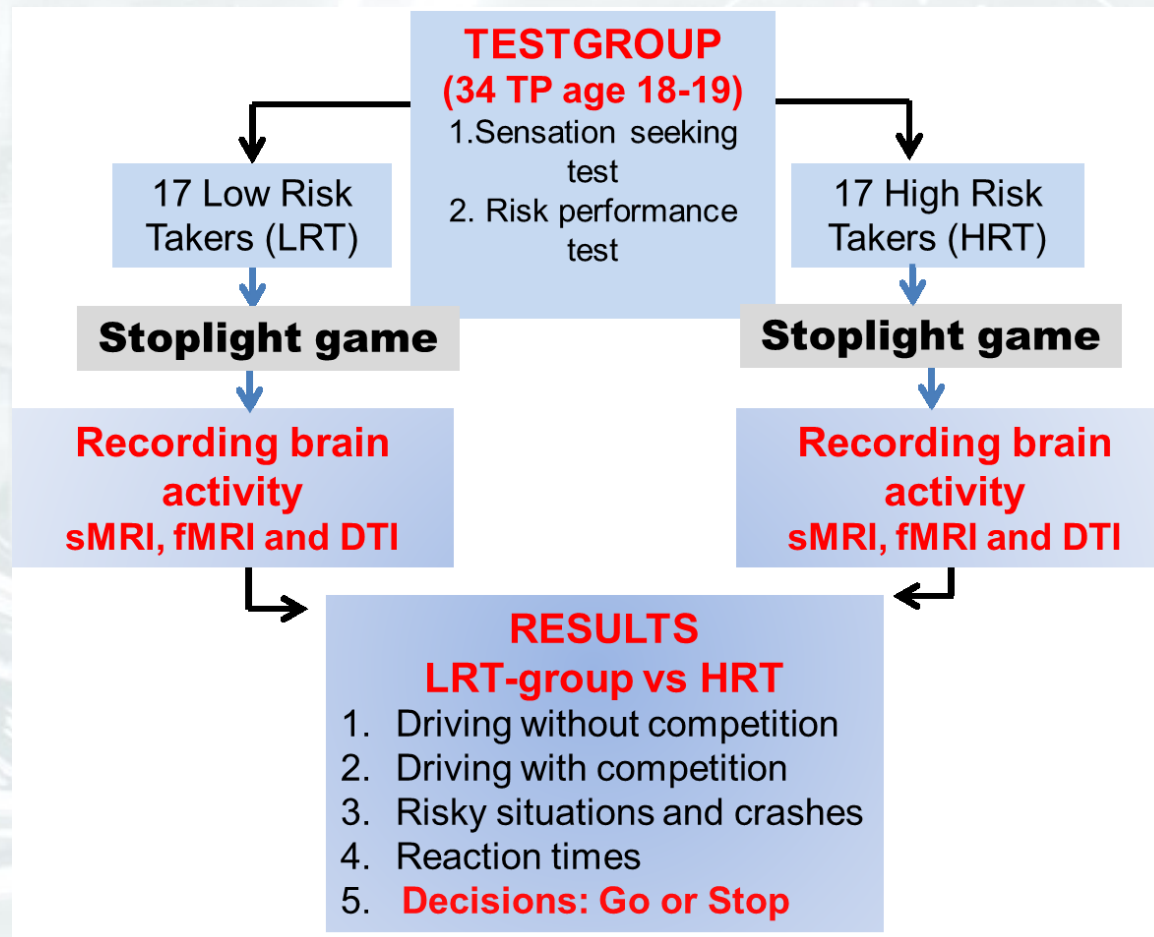 TESTGROUP
(34 TP age 18-19)
1.Sensation seeking
test
2. Risk performance
test
17 Low Risk
Takers (LRT)
17 High Risk
Takers (HRT)
Stoplight game
Stoplight game
Recording brain
activity
sMRI, fMRI and DTI
Recording brain
activity
sMRI, fMRI and DTI
RESULTS
LRT-group vs HRT
1. Driving without competition
2. Driving with competition
3. Risky situations and crashes
4. Reaction times
5. Decisions: Go or Stop